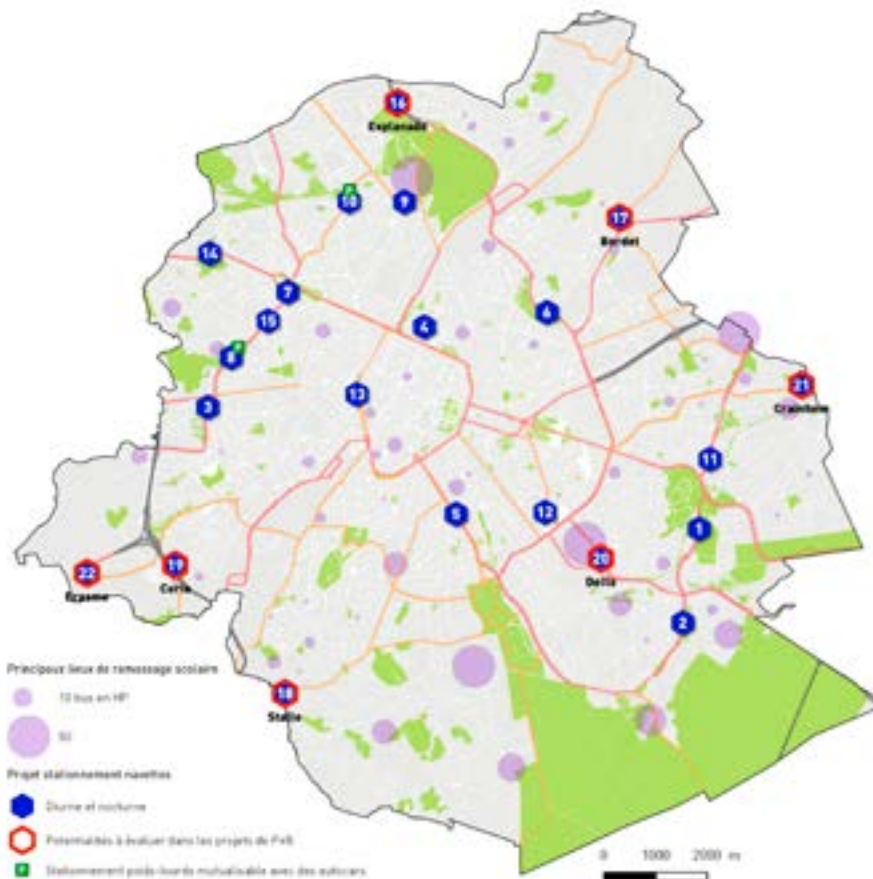 16
Esplanade
P
10
9
17
Bordet
14
7
15
4
6
P
8
21
Crainhem
13
3
11
5
12
1
20
22
Erasme
19
2
Principaux lieux de ramassage scolaire
10 bus en HP
18
Stalle
50
Projet stationnement navettes
Diurne et nocturne
Potentialités à évaluer dans les projets de P+R
P
Stationnement poids-lourds mutualisable avec des autocars
0 1000 2000 m